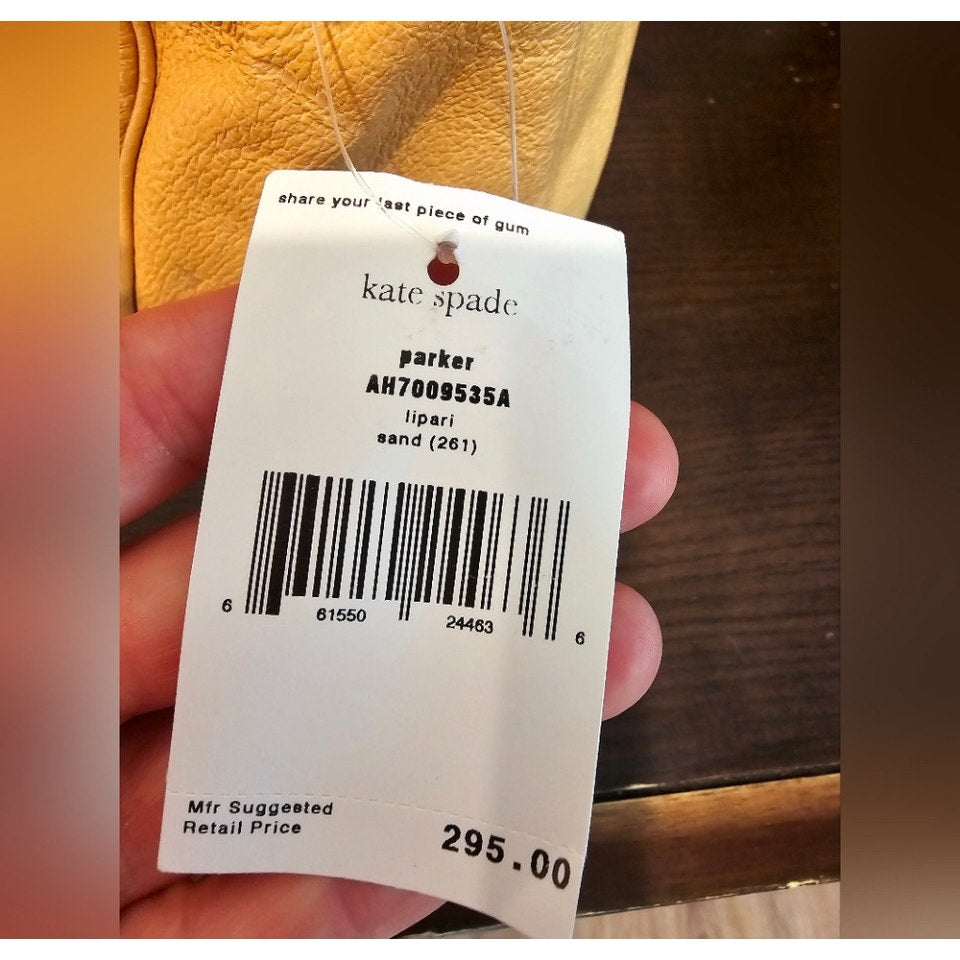 share your last piece of gum
kate spade
parker
AH7009535A
lipari
sand (261)
6 61550 24463 6
Mfr Suggested
Retail Price
295.00